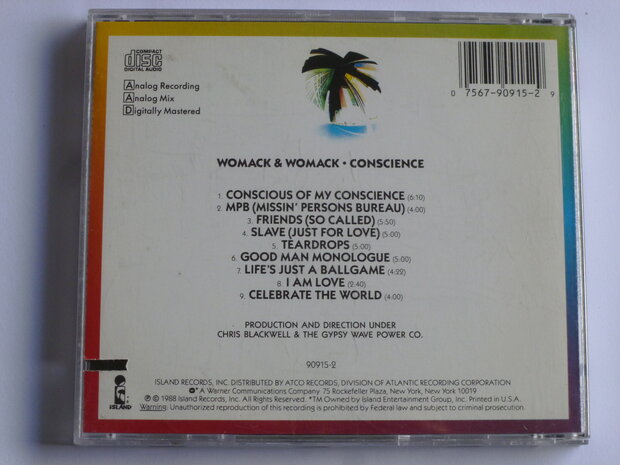 COMPACT
disc
DIGITAL AUDIO
Analog Recording
Analog Mix
Digitally Mastered
0 7567-90915-2 9
WOMACK & WOMACK • CONSCIENCE
1. CONSCIOUS OF MY CONSCIENCE (6:10)
2. MPB (MISSIN' PERSONS BUREAU) (4:00)
3. FRIENDS (SO CALLED) (5:50)
4. SLAVE (JUST FOR LOVE) (5:00)
5. TEARDROPS (5:00)
6. GOOD MAN MONOLOGUE (5:00)
7. LIFE'S JUST A BALLGAME (4:22)
8. I AM LOVE (2:40)
9. CELEBRATE THE WORLD (4:00)
PRODUCTION AND DIRECTION UNDER
CHRIS BLACKWELL & THE GYPSY WAVE POWER CO.
90915-2
ISLAND RECORDS, INC. DISTRIBUTED BY ATCO RECORDS, DIVISION OF ATLANTIC RECORDING CORPORATION
* A Warner Communications Company 75 Rockefeller Plaza, New York, New York 10019
℗ © 1988 Island Records, Inc. All Rights Reserved. *TM Owned by Island Entertainment Group, Inc. Printed in U.S.A.
Warning: Unauthorized reproduction of this recording is prohibited by Federal law and subject to criminal prosecution.
ISLAND